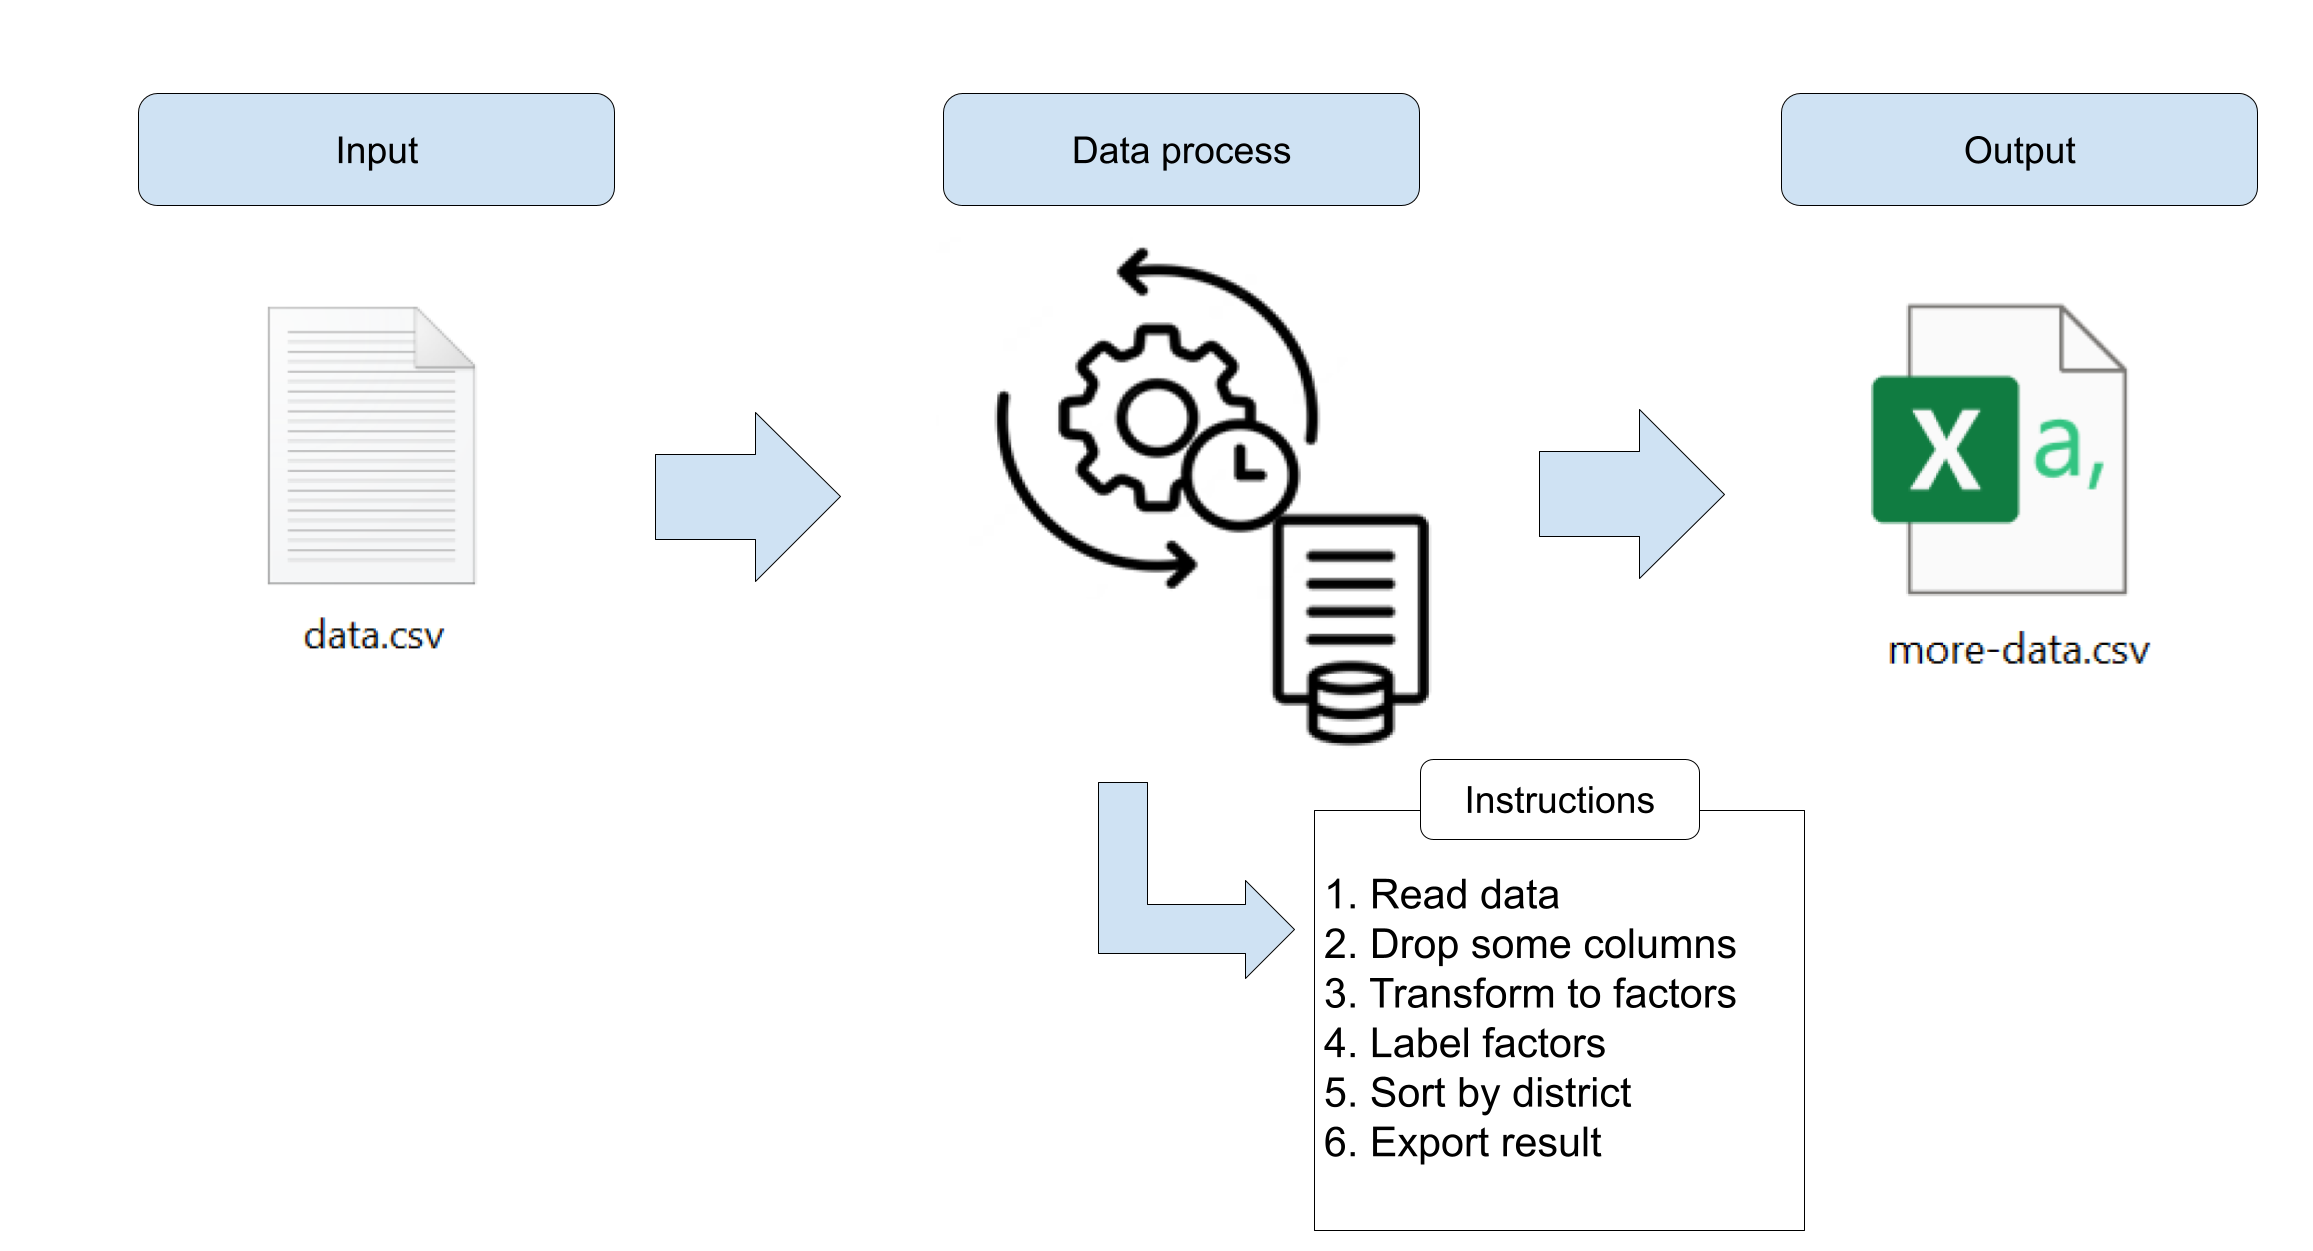 Input
Data process
Output
X a,
data.csv
more-data.csv
Instructions
1. Read data
2. Drop some columns
3. Transform to factors
4. Label factors
5. Sort by district
6. Export result